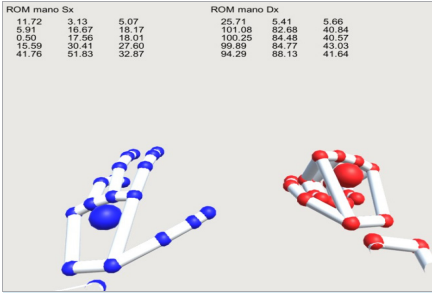 ROM mano Sx ROM mano Dx
11.72 3.13 5.07 25.71 5.41 5.66
5.91 16.67 18.17 101.08 82.68 40.84
0.50 17.56 18.01 100.25 84.48 40.57
15.59 30.41 27.60 99.89 84.77 43.03
41.76 51.83 32.87 94.29 88.13 41.64